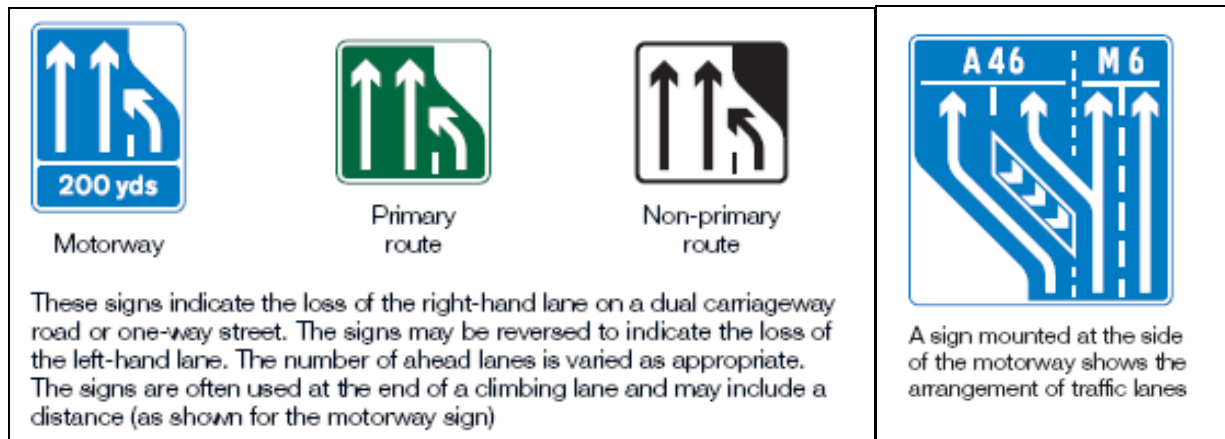 200 yds
Motorway
Primary
route
Non-primary
route
These signs indicate the loss of the right-hand lane on a dual carriageway
road or one-way street. The signs may be reversed to indicate the loss of
the left-hand lane. The number of ahead lanes is varied as appropriate.
The signs are often used at the end of a climbing lane and may include a
distance (as shown for the motorway sign)
A 46 M 6
A sign mounted at the side
of the motorway shows the
arrangement of traffic lanes